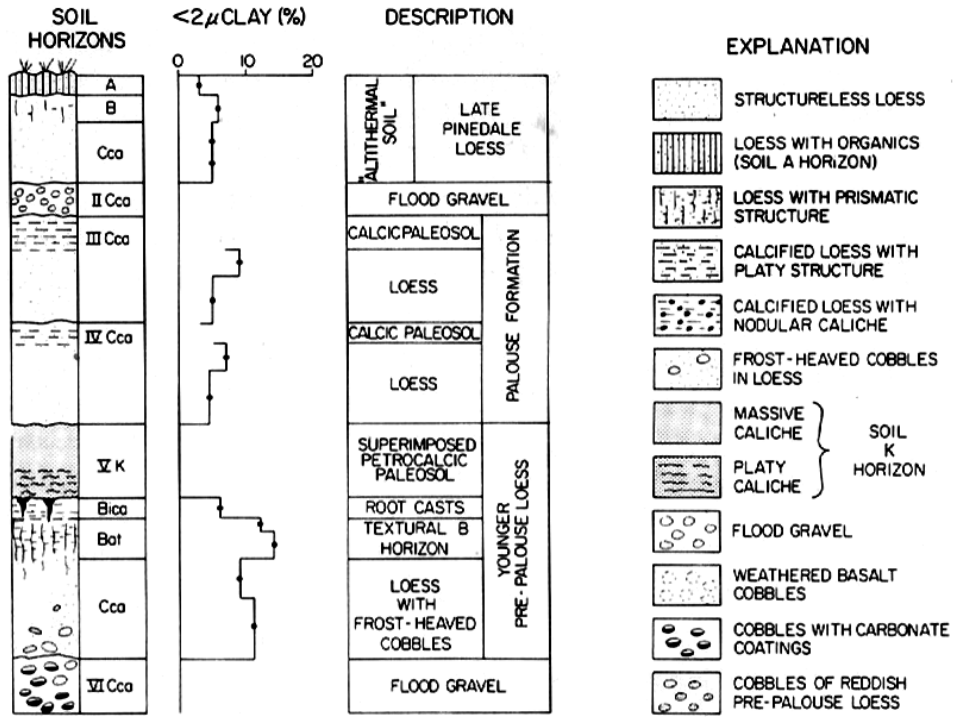 SOIL
HORIZONS
<2μCLAY (%)
DESCRIPTION
0
10
20
A
B
Cca
II Cca
III Cca
IV Cca
V K
Bica
Bat
Cca
VI Cca
"ALTITHERMAL
SOIL"
LATE
PINEDALE
LOESS
FLOOD GRAVEL
CALCIC PALEOSOL
LOESS
CALCIC PALEOSOL
LOESS
PALOUSE FORMATION
SUPERIMPOSED
PETROCALCIC
PALEOSOL
ROOT CASTS
TEXTURAL B
HORIZON
LOESS
WITH
FROST-HEAVED
COBBLES
YOUNGER
PRE-PALOUSE LOESS
FLOOD GRAVEL
EXPLANATION
STRUCTURELESS LOESS
LOESS WITH ORGANICS
(SOIL A HORIZON)
LOESS WITH PRISMATIC
STRUCTURE
CALCIFIED LOESS WITH
PLATY STRUCTURE
CALCIFIED LOESS WITH
NODULAR CALICHE
FROST-HEAVED COBBLES
IN LOESS
MASSIVE
CALICHE
PLATY
CALICHE
SOIL
K
HORIZON
FLOOD GRAVEL
WEATHERED BASALT
COBBLES
COBBLES WITH CARBONATE
COATINGS
COBBLES OF REDDISH
PRE-PALOUSE LOESS